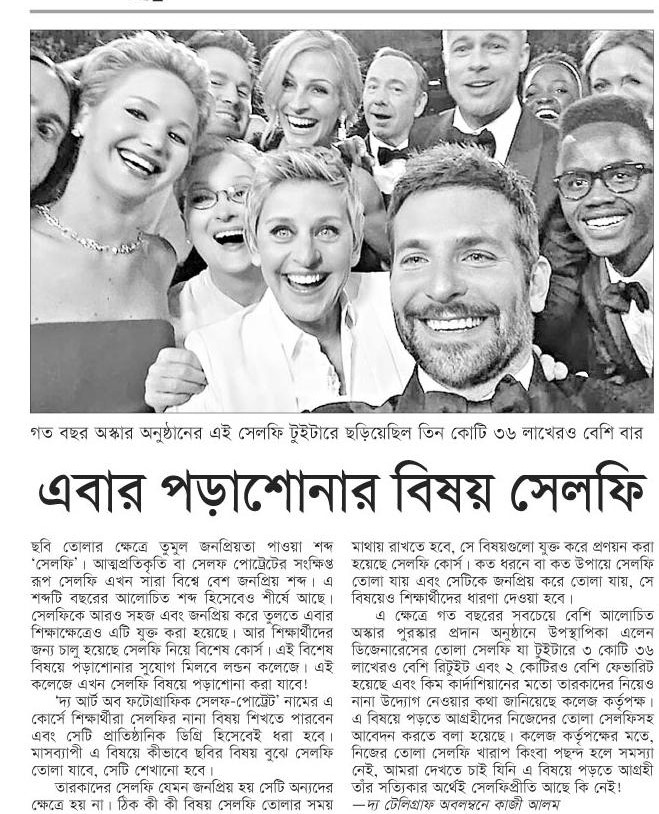 গত বছর অস্কার অনুষ্ঠানের এই সেলফি টুইটারে ছড়িয়েছিল তিন কোটি ৩৬ লাখেরও বেশি বার
এবার পড়াশোনার বিষয় সেলফি
ছবি তোলার ক্ষেত্রে তুমুল জনপ্রিয়তা পাওয়া শব্দ
‘সেলফি’। আত্মপ্রতিকৃতি বা সেলফ পোর্ট্রেটের সংক্ষিপ্ত
রূপ সেলফি এখন সারা বিশ্বে বেশ জনপ্রিয় শব্দ। এ
শব্দটি বছরের আলোচিত শব্দ হিসেবেও শীর্ষে আছে।
সেলফিকে আরও সহজ এবং জনপ্রিয় করে তুলতে এবার
শিক্ষাক্ষেত্রেও এটি যুক্ত করা হয়েছে। আর শিক্ষার্থীদের
জন্য চালু হয়েছে সেলফি নিয়ে বিশেষ কোর্স। এই বিশেষ
বিষয়ে পড়াশোনার সুযোগ মিলবে লন্ডন কলেজে। এই
কলেজে এখন সেলফি বিষয়ে পড়াশোনা করা যাবে!
‘দ্য আর্ট অব ফটোগ্রাফিক সেলফ-পোর্ট্রেট’ নামের এ
কোর্সে শিক্ষার্থীরা সেলফির নানা বিষয় শিখতে পারবেন
এবং সেটি প্রাতিষ্ঠানিক ডিগ্রি হিসেবেই ধরা হবে।
মাসব্যাপী এ বিষয়ে কীভাবে ছবির বিষয় বুঝে সেলফি
তোলা যাবে, সেটি শেখানো হবে।
তারকাদের সেলফি যেমন জনপ্রিয় হয় সেটি অন্যদের
ক্ষেত্রে হয় না। ঠিক কী কী বিষয় সেলফি তোলার সময়
মাথায় রাখতে হবে, সে বিষয়গুলো যুক্ত করে প্রণয়ন করা
হয়েছে সেলফি কোর্স। কত ধরনে বা কত উপায়ে সেলফি
তোলা যায় এবং সেটিকে জনপ্রিয় করে তোলা যায়, সে
বিষয়েও শিক্ষার্থীদের ধারণা দেওয়া হবে।
এ ক্ষেত্রে গত বছরের সবচেয়ে বেশি আলোচিত
অস্কার পুরস্কার প্রদান অনুষ্ঠানে উপস্থাপিকা এলেন
ডিজেনারেসের তোলা সেলফি যা টুইটারে ৩ কোটি ৩৬
লাখেরও বেশি রিটুইট এবং ২ কোটিরও বেশি ফেভারিট
হয়েছে এবং কিম কার্দাশিয়ানের মতো তারকাদের নিয়েও
নানা উদ্যোগ নেওয়ার কথা জানিয়েছে কলেজ কর্তৃপক্ষ।
এ বিষয়ে পড়তে আগ্রহীদের নিজেদের তোলা সেলফিসহ
আবেদন করতে বলা হয়েছে। কলেজ কর্তৃপক্ষের মতে,
নিজের তোলা সেলফি খারাপ কিংবা পছন্দ হলে সমস্যা
নেই, আমরা দেখতে চাই যিনি এ বিষয়ে পড়তে আগ্রহী
তাঁর সত্যিকার অর্থেই সেলফিপ্রীতি আছে কি নেই!
—দ্য টেলিগ্রাফ অবলম্বনে কাজী আলম